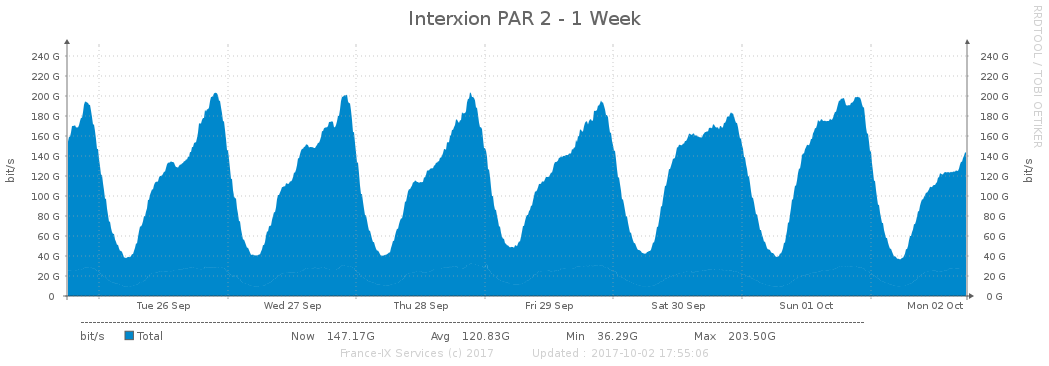 Interxion PAR 2 - 1 Week
RRDTOOL / TOBI OETIKER
240 G 240 G
220 G 220 G
200 G 200 G
180 G 180 G
160 G 160 G
140 G 140 G
120 G 120 G
100 G 100 G
80 G 80 G
60 G 60 G
40 G 40 G
20 G 20 G
0 0 G
bit/s
bit/s
Tue 26 Sep Wed 27 Sep Thu 28 Sep Fri 29 Sep Sat 30 Sep Sun 01 Oct Mon 02 Oct
bit/s Total Now 147.17G Avg 120.83G Min 36.29G Max 203.50G
France-IX Services (c) 2017 Updated : 2017-10-02 17:55:06